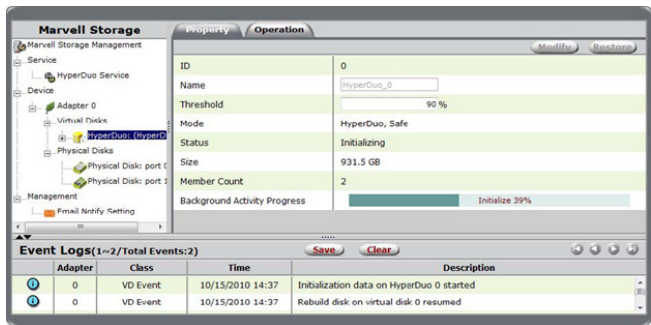 Marvell Storage
Property
Operation
Marvell Storage Management
Service
HyperDuo Service
Device
Adapter 0
Virtual Disks
HyperDuo: (HyperD
Physical Disks
Physical Disk: port 0
Physical Disk: port 1
Management
Email Notify Setting
Modify
Restore
ID 0
Name HyperDuo_0
Threshold 90 %
Mode HyperDuo, Safe
Status Initializing
Size 931.5 GB
Member Count 2
Background Activity Progress Initialize 39%
Event Logs(1~2/Total Events:2)
Save
Clear
Adapter Class Time Description
0 VD Event 10/15/2010 14:37 Initialization data on HyperDuo 0 started
0 VD Event 10/15/2010 14:37 Rebuild disk on virtual disk 0 resumed